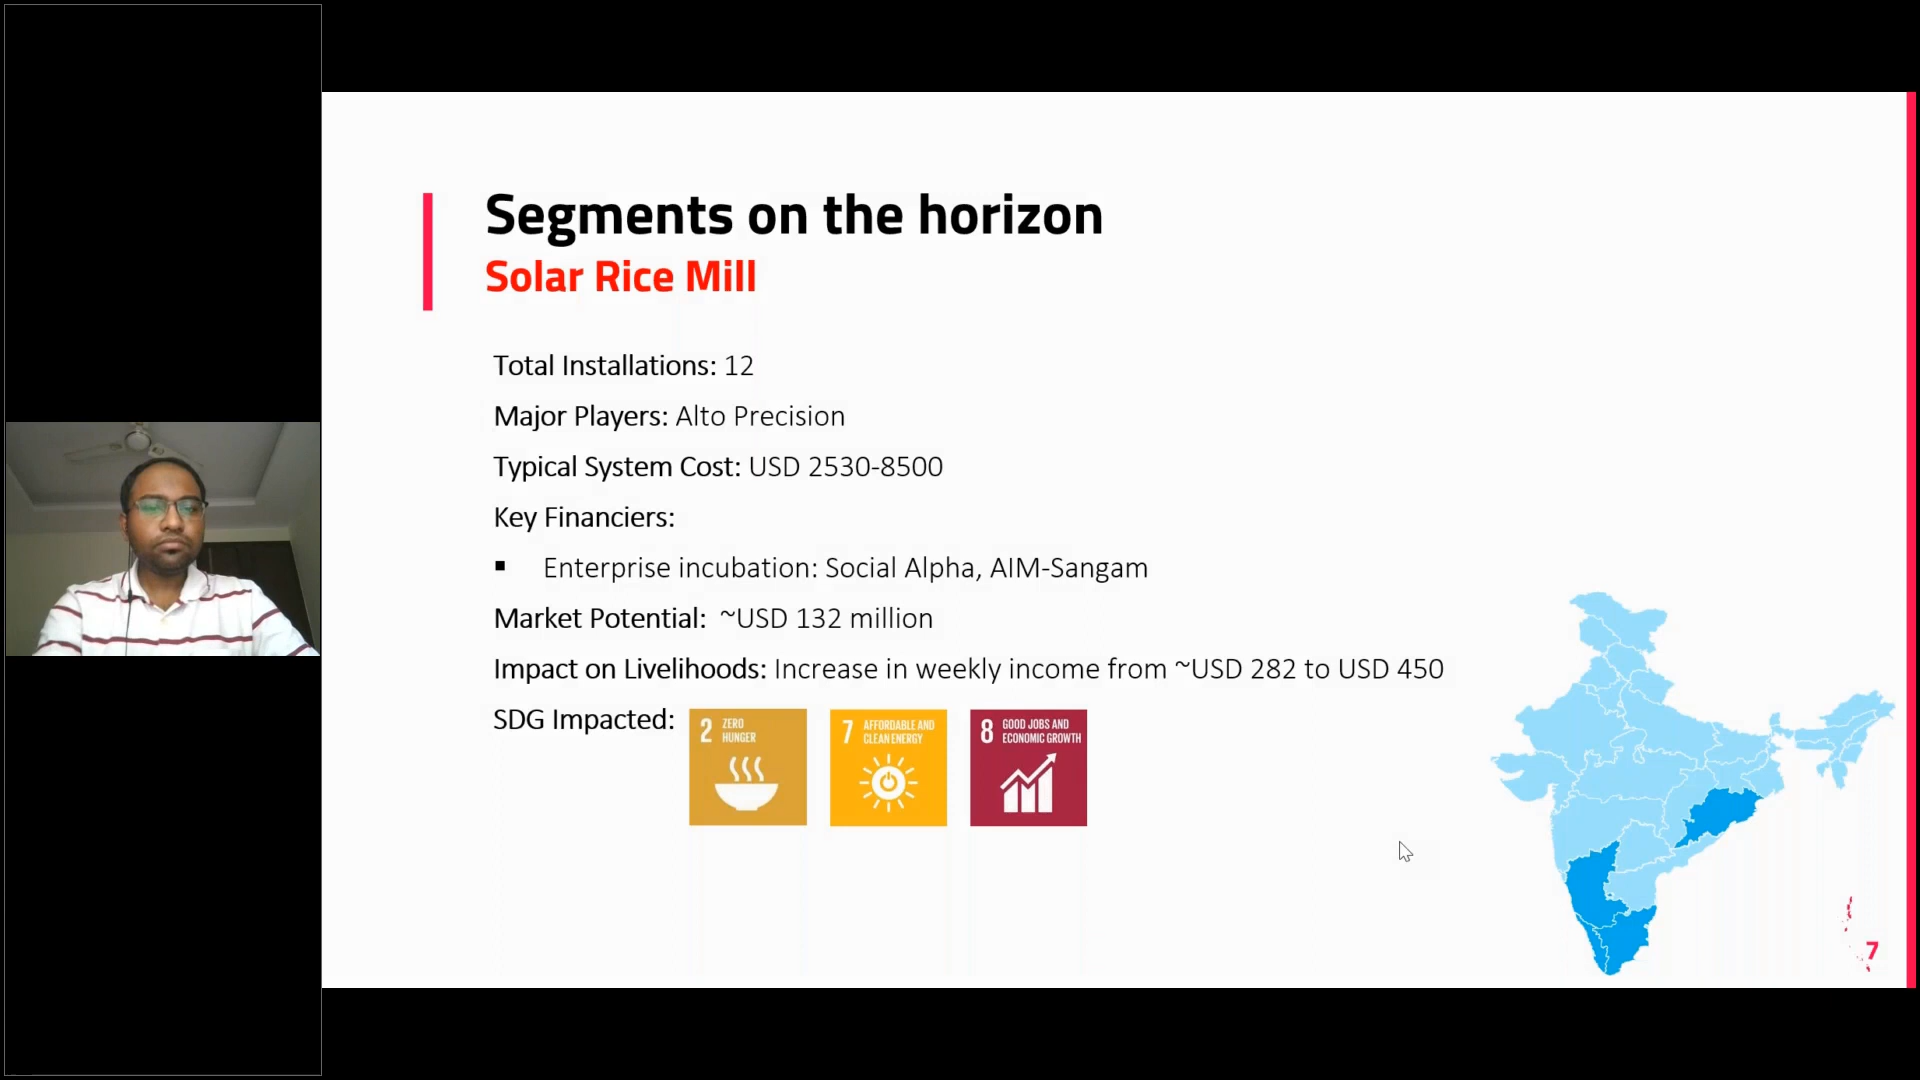 Segments on the horizon
Solar Rice Mill
Total Installations: 12
Major Players: Alto Precision
Typical System Cost: USD 2530-8500
Key Financiers:
▪ Enterprise incubation: Social Alpha, AIM-Sangam
Market Potential: ~USD 132 million
Impact on Livelihoods: Increase in weekly income from ~USD 282 to USD 450
SDG Impacted:
2 ZERO
HUNGER
7 AFFORDABLE AND
CLEAN ENERGY
8 GOOD JOBS AND
ECONOMIC GROWTH
7